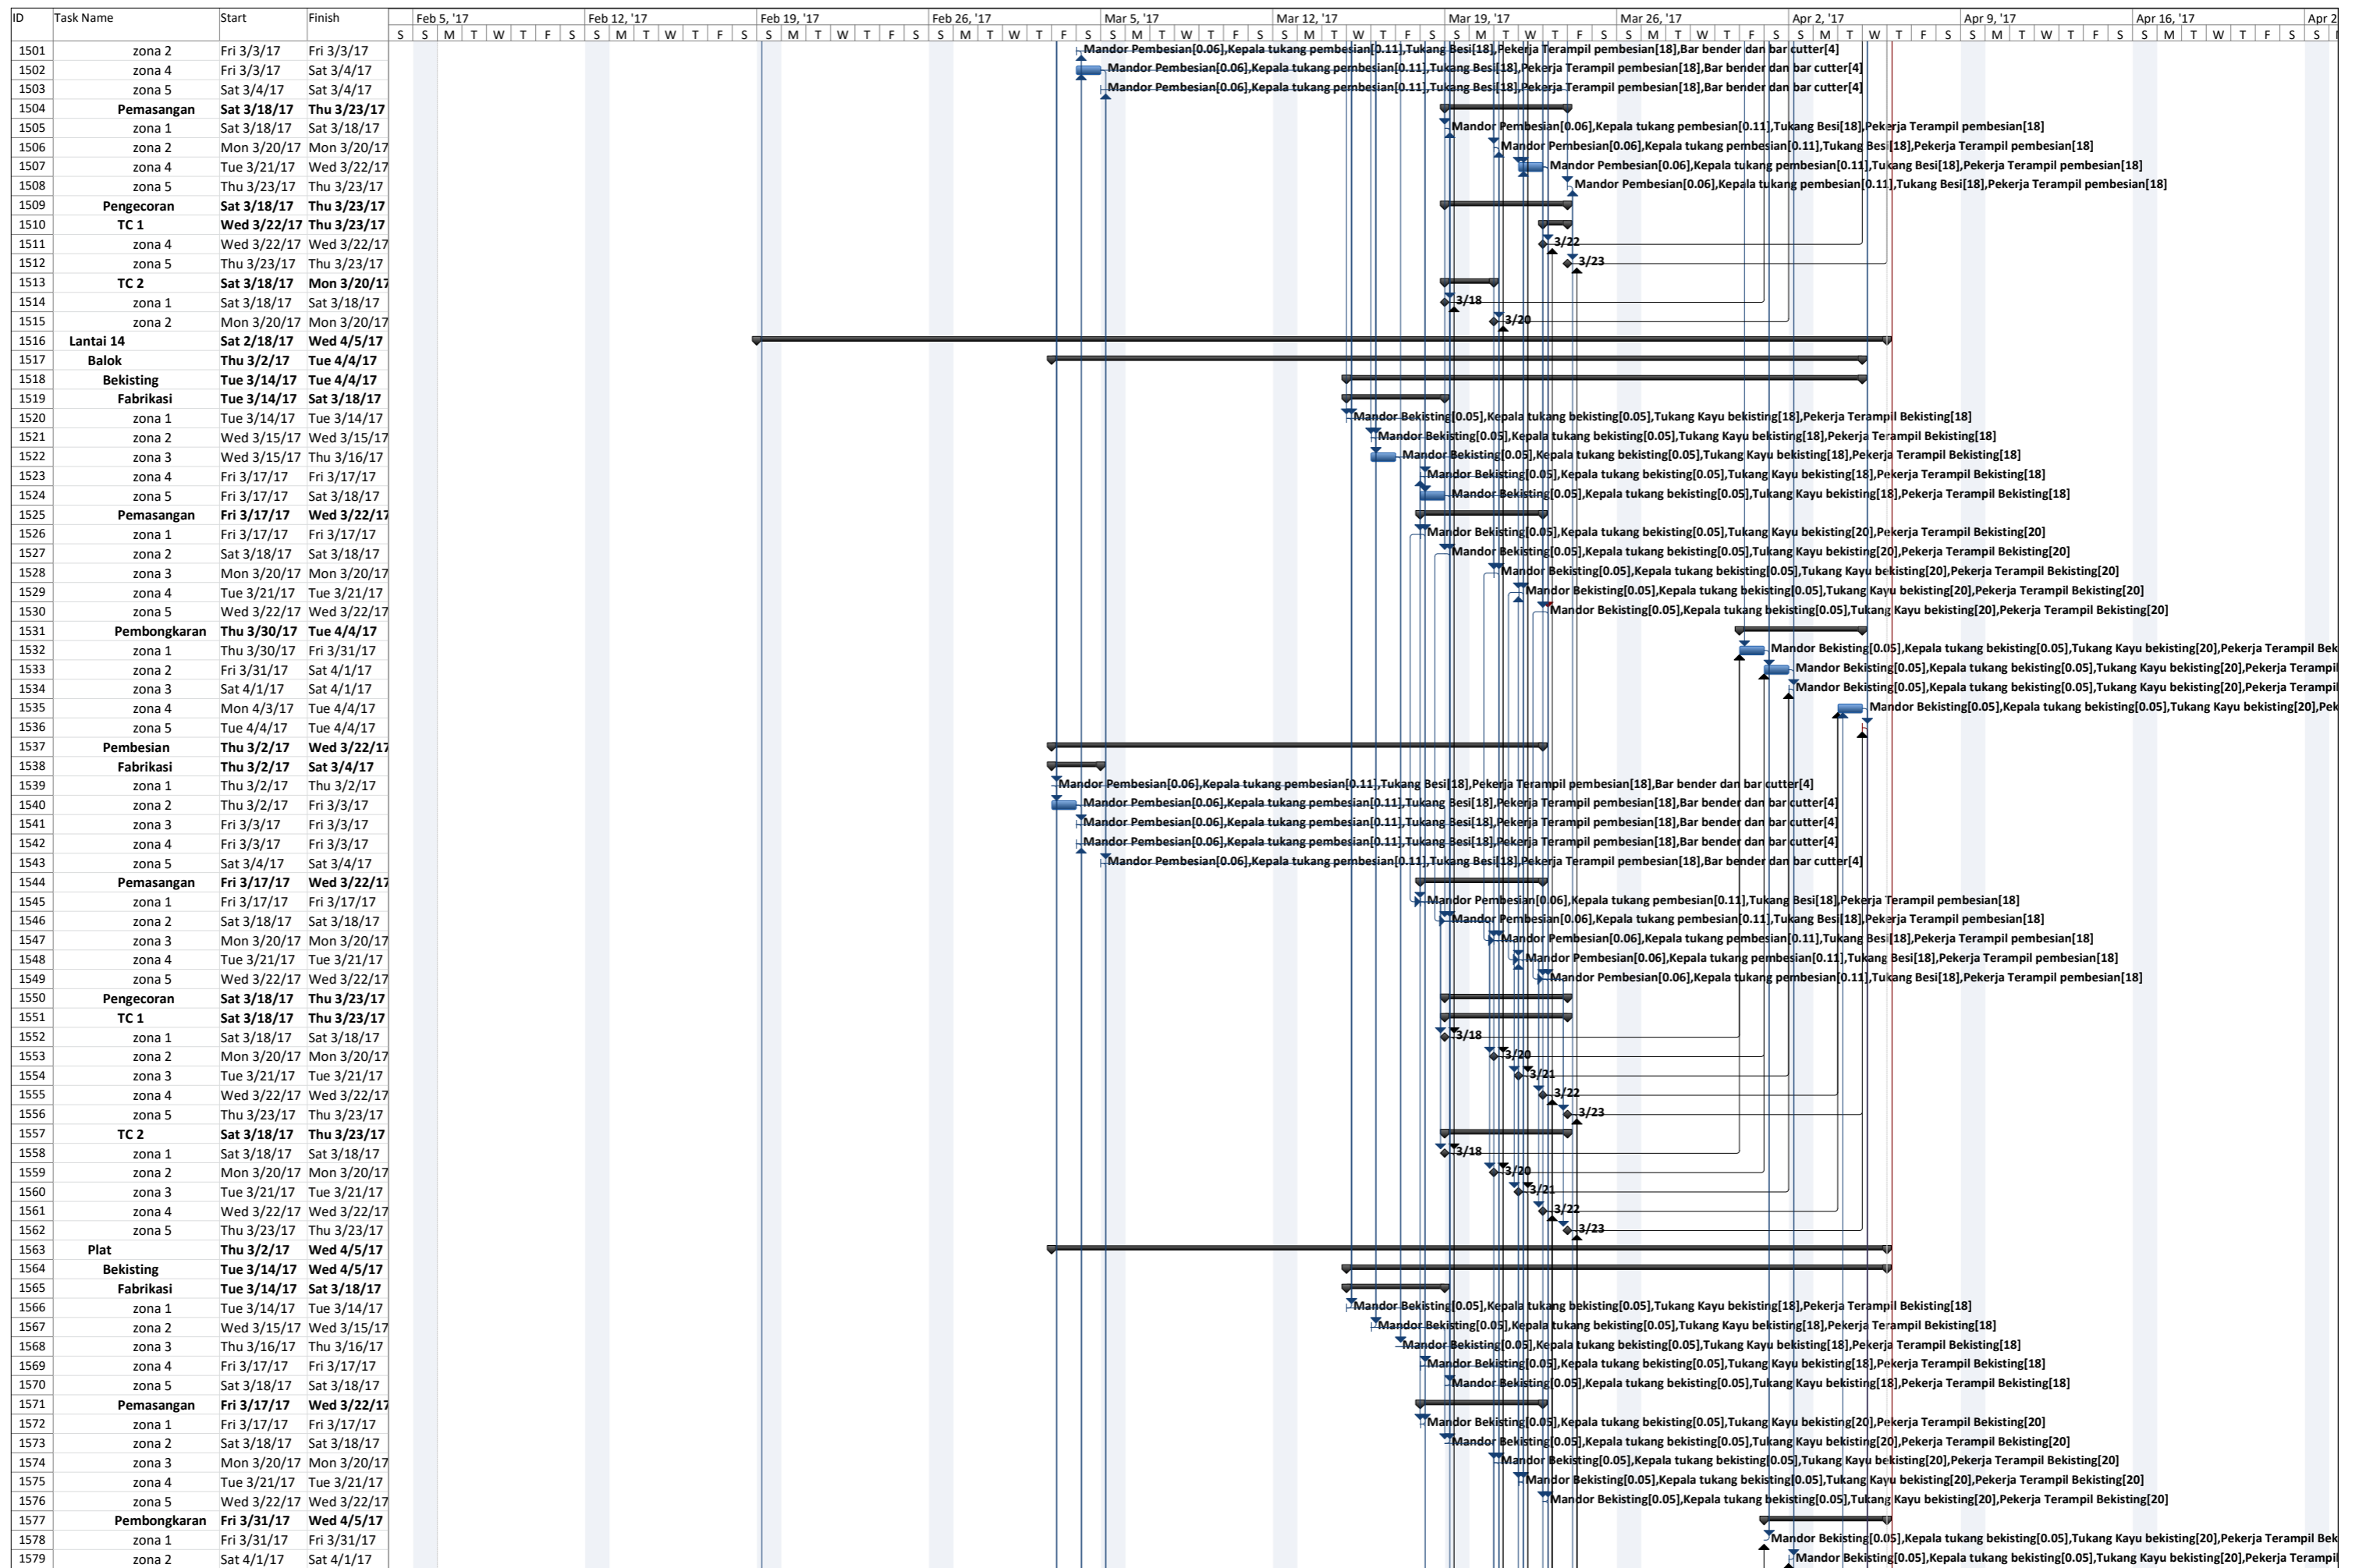 ID Task Name Start Finish Feb 5, '17 Feb 12, '17 Feb 19, '17 Feb 26, '17 Mar 5, '17 Mar 12, '17 Mar 19, '17 Mar 26, '17 Apr 2, '17 Apr 9, '17 Apr 16, '17 Apr 2
S S M T W T F S S M T W T F S S M T W T F S S M T W T F S S M T W T F S S M T W T F S S M T W T F S S M T W T F S S M T W T F S S M T W T F S S M T W T F S S
1501 zona 2 Fri 3/3/17 Fri 3/3/17 Mandor Pembesian[0.06],Kepala tukang pembesian[0.11],Tukang Besi[18],Pekerja Terampil pembesian[18],Bar bender dan bar cutter[4]
1502 zona 4 Fri 3/3/17 Sat 3/4/17 Mandor Pembesian[0.06],Kepala tukang pembesian[0.11],Tukang Besi[18],Pekerja Terampil pembesian[18],Bar bender dan bar cutter[4]
1503 zona 5 Sat 3/4/17 Sat 3/4/17 Mandor Pembesian[0.06],Kepala tukang pembesian[0.11],Tukang Besi[18],Pekerja Terampil pembesian[18],Bar bender dan bar cutter[4]
1504 Pemasangan Sat 3/18/17 Thu 3/23/17
1505 zona 1 Sat 3/18/17 Sat 3/18/17 Mandor Pembesian[0.06],Kepala tukang pembesian[0.11],Tukang Besi[18],Pekerja Terampil pembesian[18]
1506 zona 2 Mon 3/20/17 Mon 3/20/17 Mandor Pembesian[0.06],Kepala tukang pembesian[0.11],Tukang Besi[18],Pekerja Terampil pembesian[18]
1507 zona 4 Tue 3/21/17 Wed 3/22/17 Mandor Pembesian[0.06],Kepala tukang pembesian[0.11],Tukang Besi[18],Pekerja Terampil pembesian[18]
1508 zona 5 Thu 3/23/17 Thu 3/23/17 Mandor Pembesian[0.06],Kepala tukang pembesian[0.11],Tukang Besi[18],Pekerja Terampil pembesian[18]
1509 Pengecoran Sat 3/18/17 Thu 3/23/17
1510 TC 1 Wed 3/22/17 Thu 3/23/17
1511 zona 4 Wed 3/22/17 Wed 3/22/17 3/22
1512 zona 5 Thu 3/23/17 Thu 3/23/17 3/23
1513 TC 2 Sat 3/18/17 Mon 3/20/17
1514 zona 1 Sat 3/18/17 Sat 3/18/17 3/18
1515 zona 2 Mon 3/20/17 Mon 3/20/17 3/20
1516 Lantai 14 Sat 2/18/17 Wed 4/5/17
1517 Balok Thu 3/2/17 Tue 4/4/17
1518 Bekisting Tue 3/14/17 Tue 4/4/17
1519 Fabrikasi Tue 3/14/17 Sat 3/18/17
1520 zona 1 Tue 3/14/17 Tue 3/14/17 Mandor Bekisting[0.05],Kepala tukang bekisting[0.05],Tukang Kayu bekisting[18],Pekerja Terampil Bekisting[18]
1521 zona 2 Wed 3/15/17 Wed 3/15/17 Mandor Bekisting[0.05],Kepala tukang bekisting[0.05],Tukang Kayu bekisting[18],Pekerja Terampil Bekisting[18]
1522 zona 3 Wed 3/15/17 Thu 3/16/17 Mandor Bekisting[0.05],Kepala tukang bekisting[0.05],Tukang Kayu bekisting[18],Pekerja Terampil Bekisting[18]
1523 zona 4 Fri 3/17/17 Fri 3/17/17 Mandor Bekisting[0.05],Kepala tukang bekisting[0.05],Tukang Kayu bekisting[18],Pekerja Terampil Bekisting[18]
1524 zona 5 Fri 3/17/17 Sat 3/18/17 Mandor Bekisting[0.05],Kepala tukang bekisting[0.05],Tukang Kayu bekisting[18],Pekerja Terampil Bekisting[18]
1525 Pemasangan Fri 3/17/17 Wed 3/22/17
1526 zona 1 Fri 3/17/17 Fri 3/17/17 Mandor Bekisting[0.05],Kepala tukang bekisting[0.05],Tukang Kayu bekisting[20],Pekerja Terampil Bekisting[20]
1527 zona 2 Sat 3/18/17 Sat 3/18/17 Mandor Bekisting[0.05],Kepala tukang bekisting[0.05],Tukang Kayu bekisting[20],Pekerja Terampil Bekisting[20]
1528 zona 3 Mon 3/20/17 Mon 3/20/17 Mandor Bekisting[0.05],Kepala tukang bekisting[0.05],Tukang Kayu bekisting[20],Pekerja Terampil Bekisting[20]
1529 zona 4 Tue 3/21/17 Tue 3/21/17 Mandor Bekisting[0.05],Kepala tukang bekisting[0.05],Tukang Kayu bekisting[20],Pekerja Terampil Bekisting[20]
1530 zona 5 Wed 3/22/17 Wed 3/22/17 Mandor Bekisting[0.05],Kepala tukang bekisting[0.05],Tukang Kayu bekisting[20],Pekerja Terampil Bekisting[20]
1531 Pembongkaran Thu 3/30/17 Tue 4/4/17
1532 zona 1 Thu 3/30/17 Fri 3/31/17 Mandor Bekisting[0.05],Kepala tukang bekisting[0.05],Tukang Kayu bekisting[20],Pekerja Terampil Bek
1533 zona 2 Fri 3/31/17 Sat 4/1/17 Mandor Bekisting[0.05],Kepala tukang bekisting[0.05],Tukang Kayu bekisting[20],Pekerja Terampil
1534 zona 3 Sat 4/1/17 Sat 4/1/17 Mandor Bekisting[0.05],Kepala tukang bekisting[0.05],Tukang Kayu bekisting[20],Pekerja Terampil
1535 zona 4 Mon 4/3/17 Tue 4/4/17 Mandor Bekisting[0.05],Kepala tukang bekisting[0.05],Tukang Kayu bekisting[20],Pek
1536 zona 5 Tue 4/4/17 Tue 4/4/17
1537 Pembesian Thu 3/2/17 Wed 3/22/17
1538 Fabrikasi Thu 3/2/17 Sat 3/4/17
1539 zona 1 Thu 3/2/17 Thu 3/2/17 Mandor Pembesian[0.06],Kepala tukang pembesian[0.11],Tukang Besi[18],Pekerja Terampil pembesian[18],Bar bender dan bar cutter[4]
1540 zona 2 Thu 3/2/17 Fri 3/3/17 Mandor Pembesian[0.06],Kepala tukang pembesian[0.11],Tukang Besi[18],Pekerja Terampil pembesian[18],Bar bender dan bar cutter[4]
1541 zona 3 Fri 3/3/17 Fri 3/3/17 Mandor Pembesian[0.06],Kepala tukang pembesian[0.11],Tukang Besi[18],Pekerja Terampil pembesian[18],Bar bender dan bar cutter[4]
1542 zona 4 Fri 3/3/17 Fri 3/3/17 Mandor Pembesian[0.06],Kepala tukang pembesian[0.11],Tukang Besi[18],Pekerja Terampil pembesian[18],Bar bender dan bar cutter[4]
1543 zona 5 Sat 3/4/17 Sat 3/4/17 Mandor Pembesian[0.06],Kepala tukang pembesian[0.11],Tukang Besi[18],Pekerja Terampil pembesian[18],Bar bender dan bar cutter[4]
1544 Pemasangan Fri 3/17/17 Wed 3/22/17
1545 zona 1 Fri 3/17/17 Fri 3/17/17 Mandor Pembesian[0.06],Kepala tukang pembesian[0.11],Tukang Besi[18],Pekerja Terampil pembesian[18]
1546 zona 2 Sat 3/18/17 Sat 3/18/17 Mandor Pembesian[0.06],Kepala tukang pembesian[0.11],Tukang Besi[18],Pekerja Terampil pembesian[18]
1547 zona 3 Mon 3/20/17 Mon 3/20/17 Mandor Pembesian[0.06],Kepala tukang pembesian[0.11],Tukang Besi[18],Pekerja Terampil pembesian[18]
1548 zona 4 Tue 3/21/17 Tue 3/21/17 Mandor Pembesian[0.06],Kepala tukang pembesian[0.11],Tukang Besi[18],Pekerja Terampil pembesian[18]
1549 zona 5 Wed 3/22/17 Wed 3/22/17 Mandor Pembesian[0.06],Kepala tukang pembesian[0.11],Tukang Besi[18],Pekerja Terampil pembesian[18]
1550 Pengecoran Sat 3/18/17 Thu 3/23/17
1551 TC 1 Sat 3/18/17 Thu 3/23/17
1552 zona 1 Sat 3/18/17 Sat 3/18/17 3/18
1553 zona 2 Mon 3/20/17 Mon 3/20/17 3/20
1554 zona 3 Tue 3/21/17 Tue 3/21/17 3/21
1555 zona 4 Wed 3/22/17 Wed 3/22/17 3/22
1556 zona 5 Thu 3/23/17 Thu 3/23/17 3/23
1557 TC 2 Sat 3/18/17 Thu 3/23/17
1558 zona 1 Sat 3/18/17 Sat 3/18/17 3/18
1559 zona 2 Mon 3/20/17 Mon 3/20/17 3/20
1560 zona 3 Tue 3/21/17 Tue 3/21/17 3/21
1561 zona 4 Wed 3/22/17 Wed 3/22/17 3/22
1562 zona 5 Thu 3/23/17 Thu 3/23/17 3/23
1563 Plat Thu 3/2/17 Wed 4/5/17
1564 Bekisting Tue 3/14/17 Wed 4/5/17
1565 Fabrikasi Tue 3/14/17 Sat 3/18/17
1566 zona 1 Tue 3/14/17 Tue 3/14/17 Mandor Bekisting[0.05],Kepala tukang bekisting[0.05],Tukang Kayu bekisting[18],Pekerja Terampil Bekisting[18]
1567 zona 2 Wed 3/15/17 Wed 3/15/17 Mandor Bekisting[0.05],Kepala tukang bekisting[0.05],Tukang Kayu bekisting[18],Pekerja Terampil Bekisting[18]
1568 zona 3 Thu 3/16/17 Thu 3/16/17 Mandor Bekisting[0.05],Kepala tukang bekisting[0.05],Tukang Kayu bekisting[18],Pekerja Terampil Bekisting[18]
1569 zona 4 Fri 3/17/17 Fri 3/17/17 Mandor Bekisting[0.05],Kepala tukang bekisting[0.05],Tukang Kayu bekisting[18],Pekerja Terampil Bekisting[18]
1570 zona 5 Sat 3/18/17 Sat 3/18/17 Mandor Bekisting[0.05],Kepala tukang bekisting[0.05],Tukang Kayu bekisting[18],Pekerja Terampil Bekisting[18]
1571 Pemasangan Fri 3/17/17 Wed 3/22/17
1572 zona 1 Fri 3/17/17 Fri 3/17/17 Mandor Bekisting[0.05],Kepala tukang bekisting[0.05],Tukang Kayu bekisting[20],Pekerja Terampil Bekisting[20]
1573 zona 2 Sat 3/18/17 Sat 3/18/17 Mandor Bekisting[0.05],Kepala tukang bekisting[0.05],Tukang Kayu bekisting[20],Pekerja Terampil Bekisting[20]
1574 zona 3 Mon 3/20/17 Mon 3/20/17 Mandor Bekisting[0.05],Kepala tukang bekisting[0.05],Tukang Kayu bekisting[20],Pekerja Terampil Bekisting[20]
1575 zona 4 Tue 3/21/17 Tue 3/21/17 Mandor Bekisting[0.05],Kepala tukang bekisting[0.05],Tukang Kayu bekisting[20],Pekerja Terampil Bekisting[20]
1576 zona 5 Wed 3/22/17 Wed 3/22/17 Mandor Bekisting[0.05],Kepala tukang bekisting[0.05],Tukang Kayu bekisting[20],Pekerja Terampil Bekisting[20]
1577 Pembongkaran Fri 3/31/17 Wed 4/5/17
1578 zona 1 Fri 3/31/17 Fri 3/31/17 Mandor Bekisting[0.05],Kepala tukang bekisting[0.05],Tukang Kayu bekisting[20],Pekerja Terampil Bek
1579 zona 2 Sat 4/1/17 Sat 4/1/17 Mandor Bekisting[0.05],Kepala tukang bekisting[0.05],Tukang Kayu bekisting[20],Pekerja Terampil